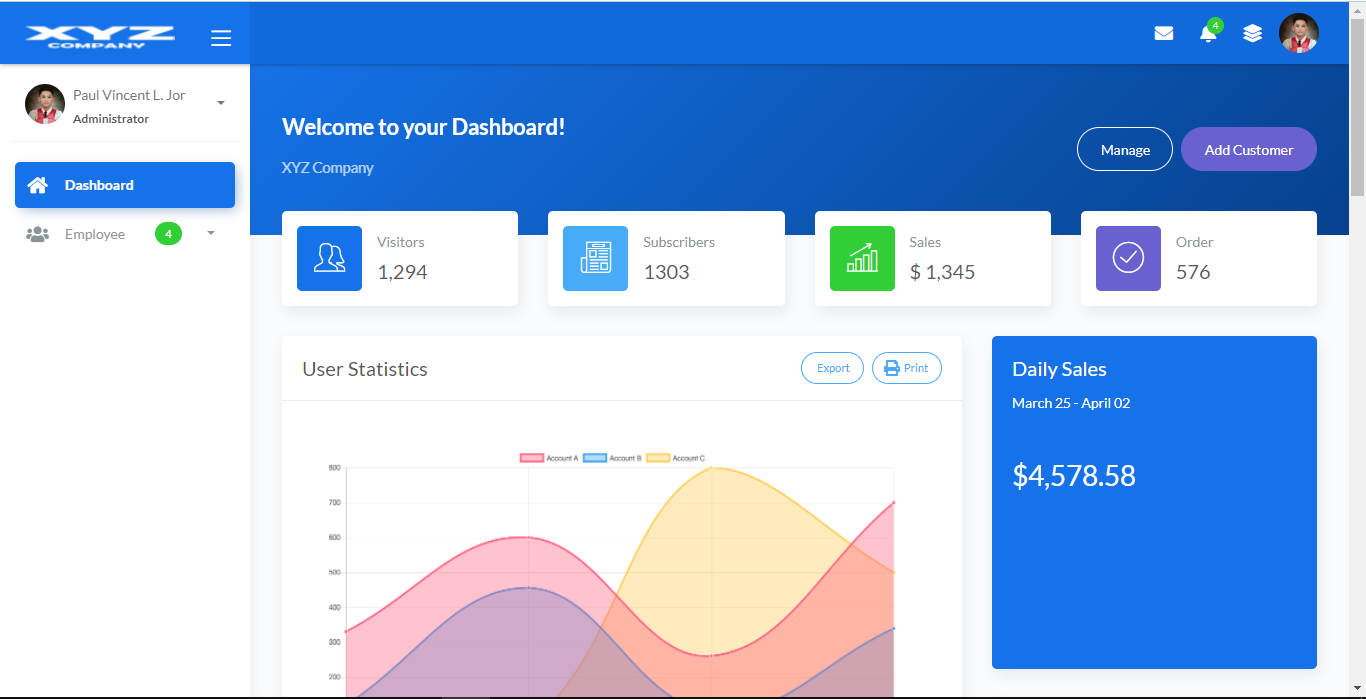 XYZ
COMPANY
4
Paul Vincent L. Jor
Administrator
Dashboard
Employee 4
Welcome to your Dashboard!
XYZ Company
Manage
Add Customer
Visitors
1,294
Subscribers
1303
Sales
$ 1,345
Order
576
User Statistics
Export
Print
Account A Account B Account C
800
700
600
500
400
300
200
Daily Sales
March 25 - April 02
$4,578.58